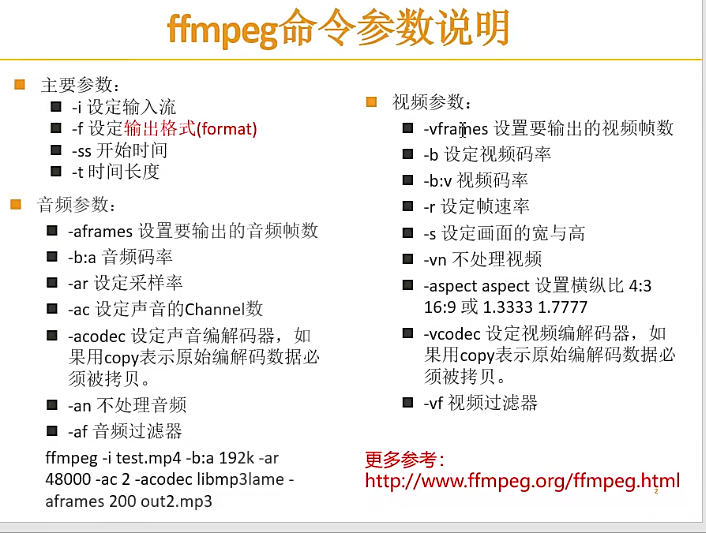 ffmpeg命令参数说明
主要参数：
-i 设定输入流
-f 设定输出格式(format)
-ss 开始时间
-t 时间长度
音频参数：
-aframes 设置要输出的音频帧数
-b:a 音频码率
-ar 设定采样率
-ac 设定声音的Channel数
-acodec 设定声音编解码器，如
果用copy表示原始编解码数据必
须被拷贝。
-an 不处理音频
-af 音频过滤器
ffmpeg -i test.mp4 -b:a 192k -ar
48000 -ac 2 -acodec libmp3lame -
aframes 200 out2.mp3
视频参数：
-vframes 设置要输出的视频帧数
-b 设定视频码率
-b:v 视频码率
-r 设定帧速率
-s 设定画面的宽与高
-vn 不处理视频
-aspect aspect 设置横纵比 4:3
16:9 或 1.3333 1.7777
-vcodec 设定视频编解码器，如
果用copy表示原始编解码数据必
须被拷贝。
-vf 视频过滤器
更多参考：
http://www.ffmpeg.org/ffmpeg.html
2